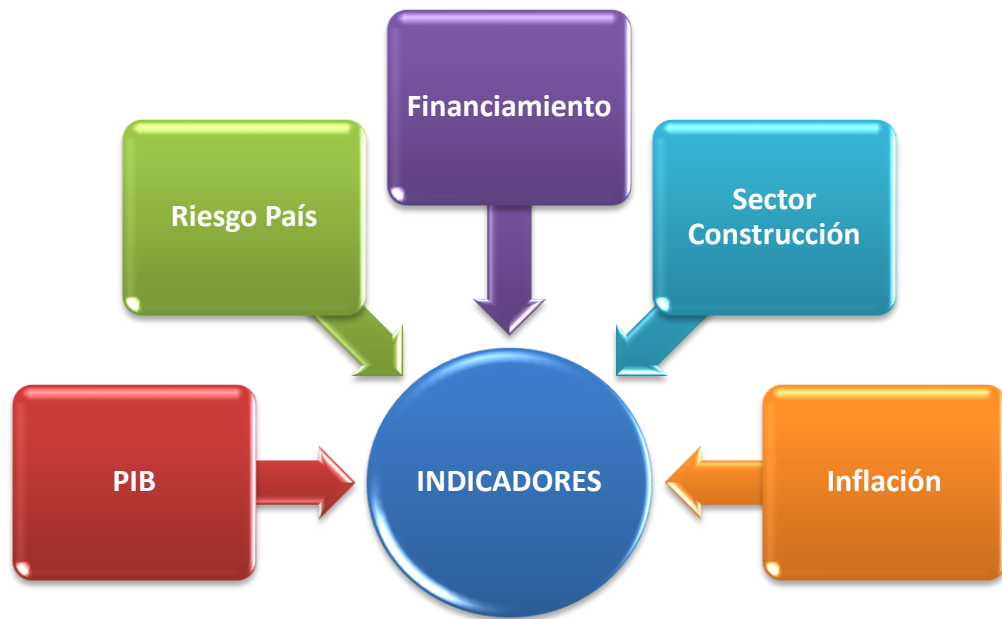 Financiamiento
Riesgo País
Sector
Construcción
PIB
INDICADORES
Inflación